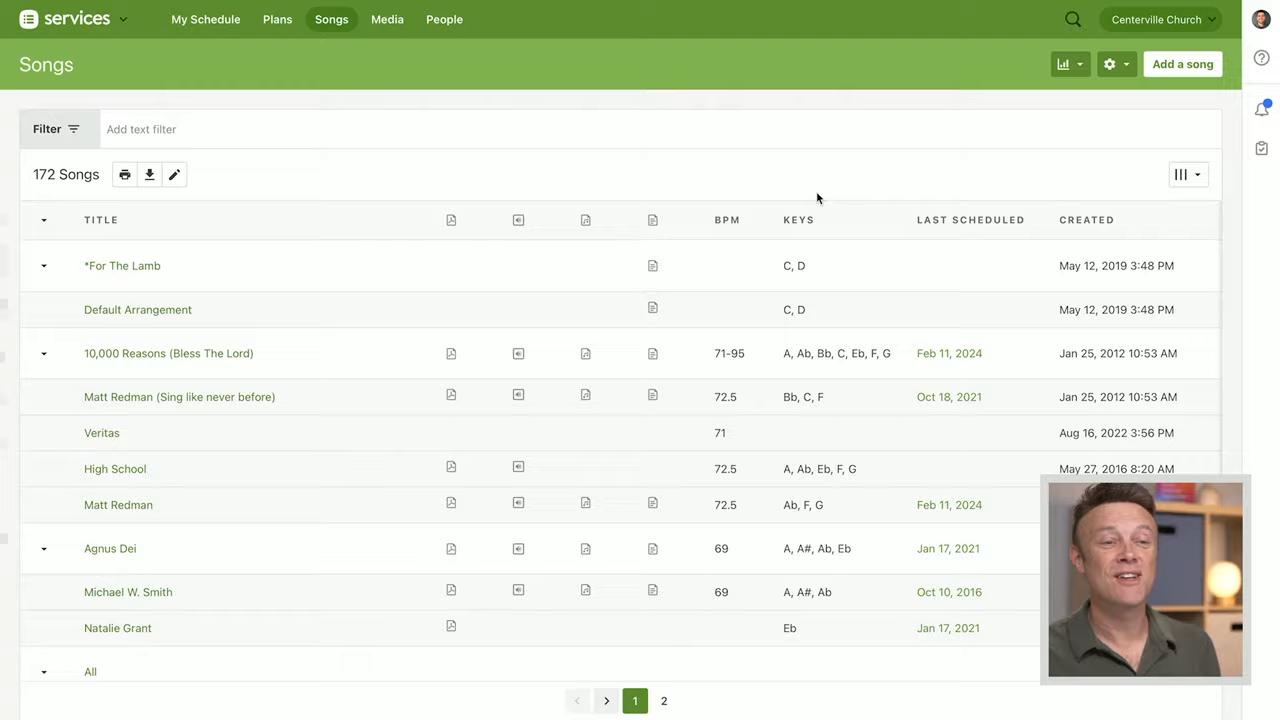 services My Schedule Plans Songs Media People Centerville Church
Songs Add a song
Filter Add text filter
172 Songs
TITLE BPM KEYS LAST SCHEDULED CREATED
*For The Lamb C, D May 12, 2019 3:48 PM
Default Arrangement C, D May 12, 2019 3:48 PM
10,000 Reasons (Bless The Lord) 71-95 A, Ab, Bb, C, Eb, F, G Feb 11, 2024 Jan 25, 2012 10:53 AM
Matt Redman (Sing like never before) 72.5 Bb, C, F Oct 18, 2021 Jan 25, 2012 10:53 AM
Veritas 71 Aug 16, 2022 3:56 PM
High School 72.5 A, Ab, Eb, F, G May 27, 2016 8:20 AM
Matt Redman 72.5 Ab, F, G Feb 11, 2024
Agnus Dei 69 A, A#, Ab, Eb Jan 17, 2021
Michael W. Smith 69 A, A#, Ab Oct 10, 2016
Natalie Grant Eb Jan 17, 2021
All
1 2